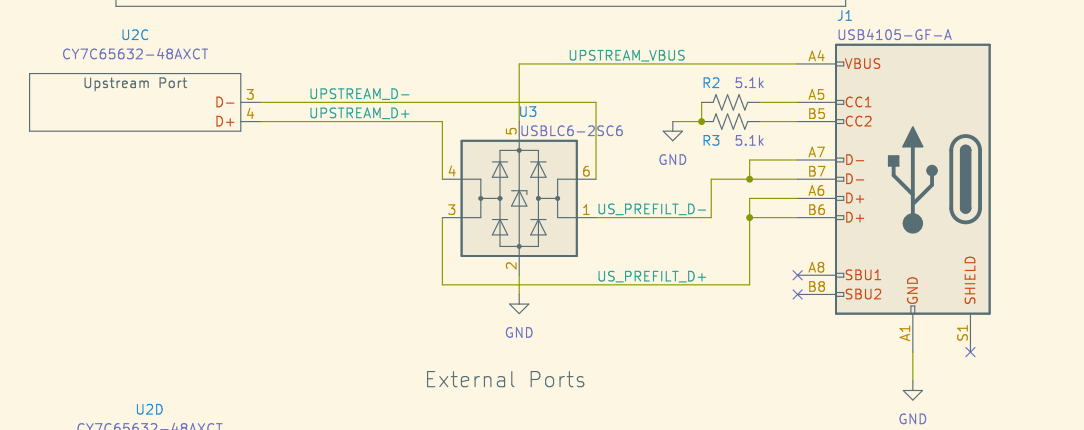 J1
USB4105-GF-A
U2C
CY7C65632-48AXCT
Upstream Port
D- 3
D+ 4
UPSTREAM_D-
UPSTREAM_D+
UPSTREAM_VBUS
U3
USBLC6-2SC6
5
4
6
3
1
2
GND
US_PREFILT_D-
US_PREFILT_D+
R2 5.1k
R3 5.1k
GND
A4 VBUS
A5 CC1
B5 CC2
A7 D-
B7 D-
A6 D+
B6 D+
A8 SBU1
B8 SBU2
GND
SHIELD
A1
S1
GND
External Ports
U2D
CY7C65632-48AXCT